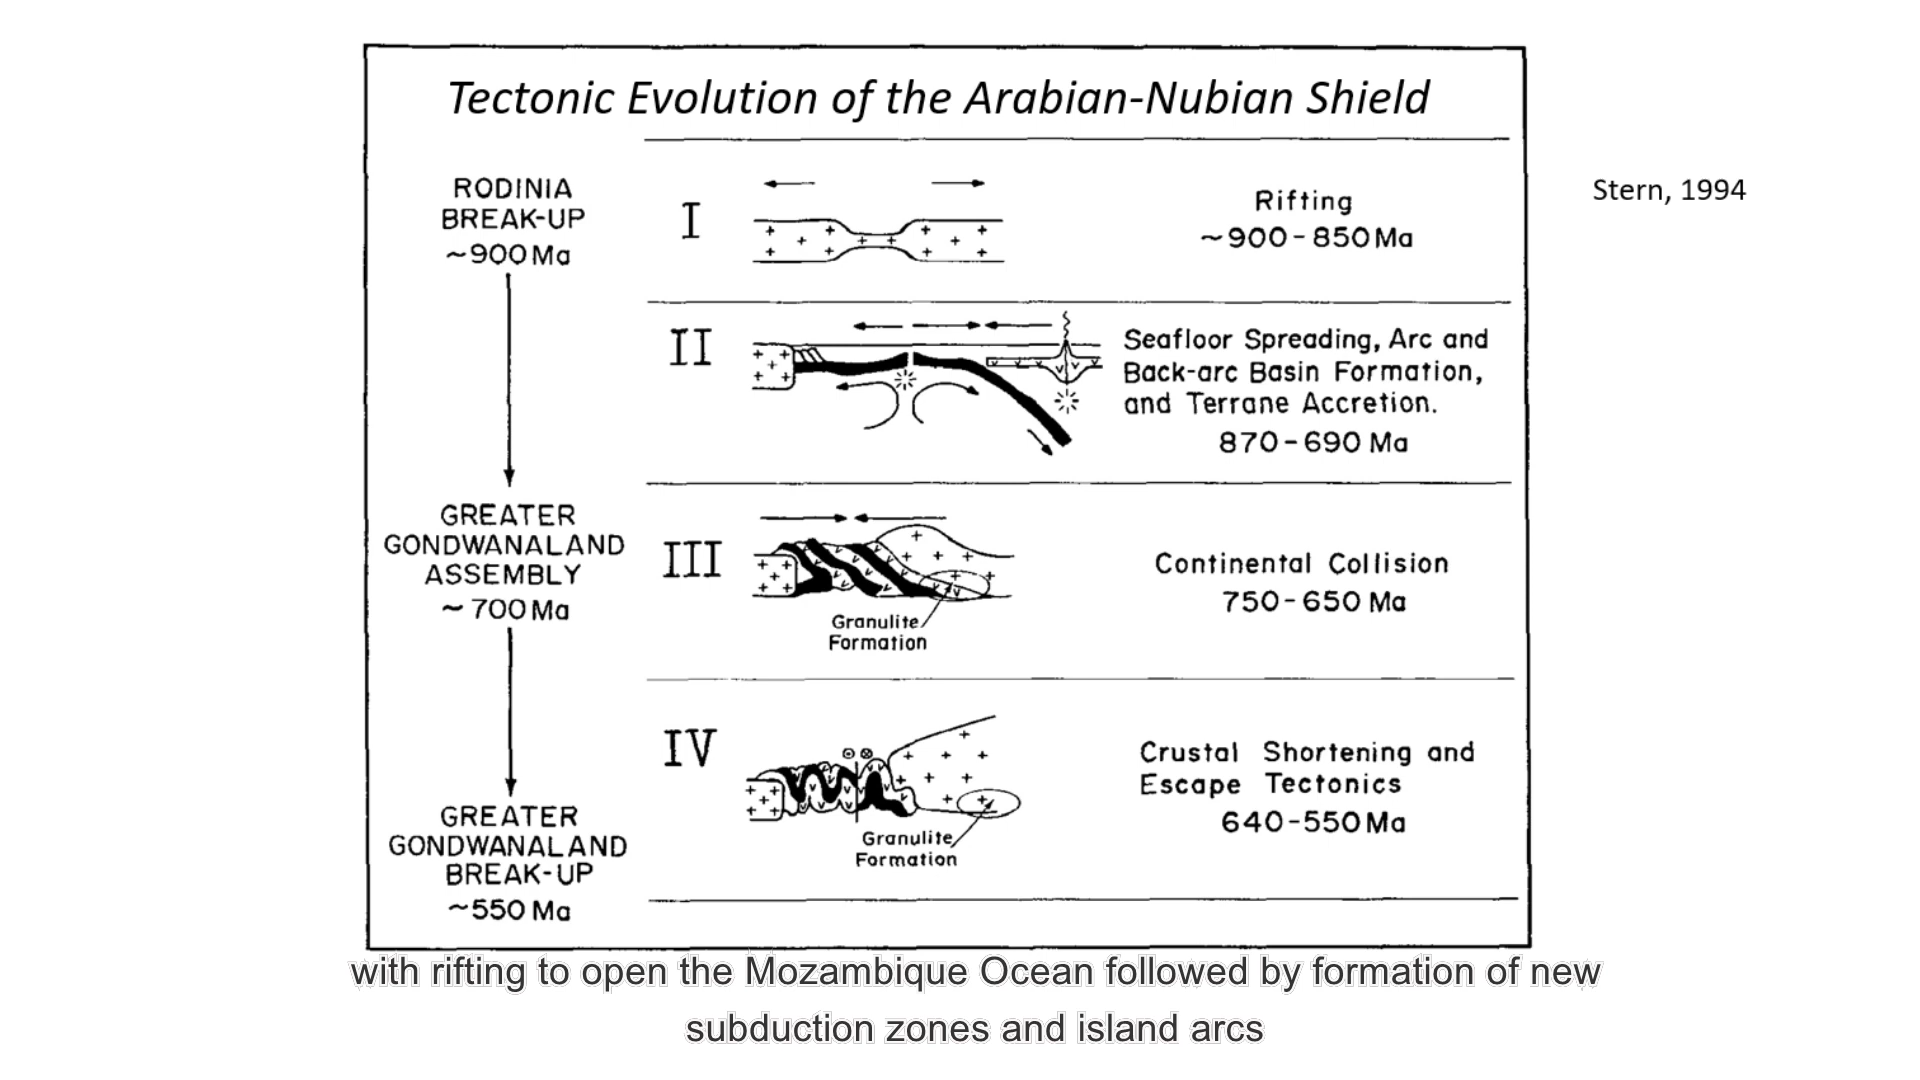 Tectonic Evolution of the Arabian-Nubian Shield
Stern, 1994
RODINIA
BREAK-UP
~900 Ma
I
Rifting
~900-850 Ma
II
Seafloor Spreading, Arc and
Back-arc Basin Formation,
and Terrane Accretion.
870-690 Ma
GREATER
GONDWANALAND
ASSEMBLY
~700 Ma
III
Granulite
Formation
Continental Collision
750-650 Ma
IV
Granulite
Formation
Crustal Shortening and
Escape Tectonics
640-550 Ma
GREATER
GONDWANALAND
BREAK-UP
~550 Ma
with rifting to open the Mozambique Ocean followed by formation of new
subduction zones and island arcs